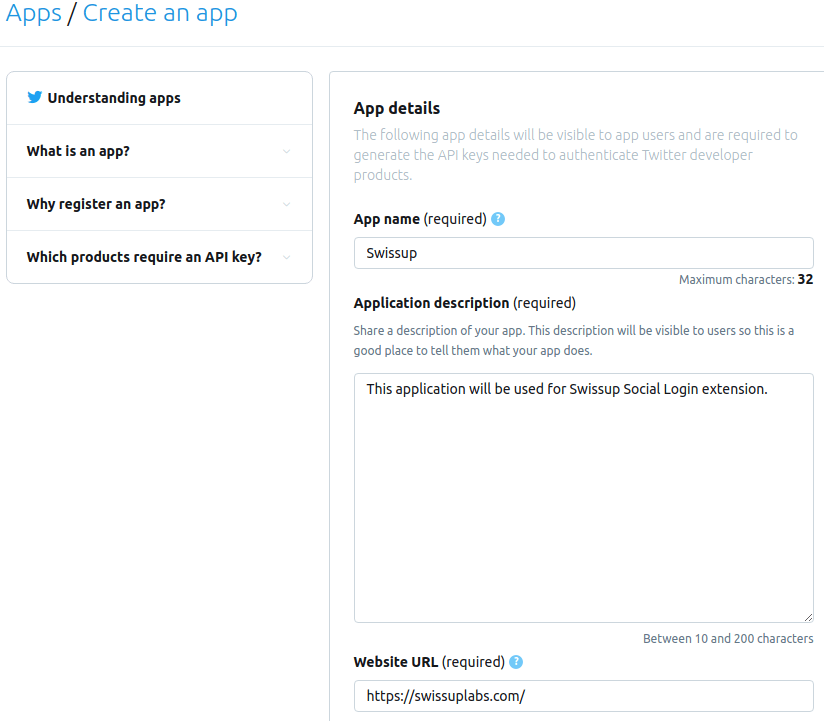 Apps / Create an app
Understanding apps
What is an app?
Why register an app?
Which products require an API key?
App details
The following app details will be visible to app users and are required to
generate the API keys needed to authenticate Twitter developer
products.
App name (required) ?
Swissup
Maximum characters: 32
Application description (required)
Share a description of your app. This description will be visible to users so this is a
good place to tell them what your app does.
This application will be used for Swissup Social Login extension.
Between 10 and 200 characters
Website URL (required) ?
https://swissuplabs.com/